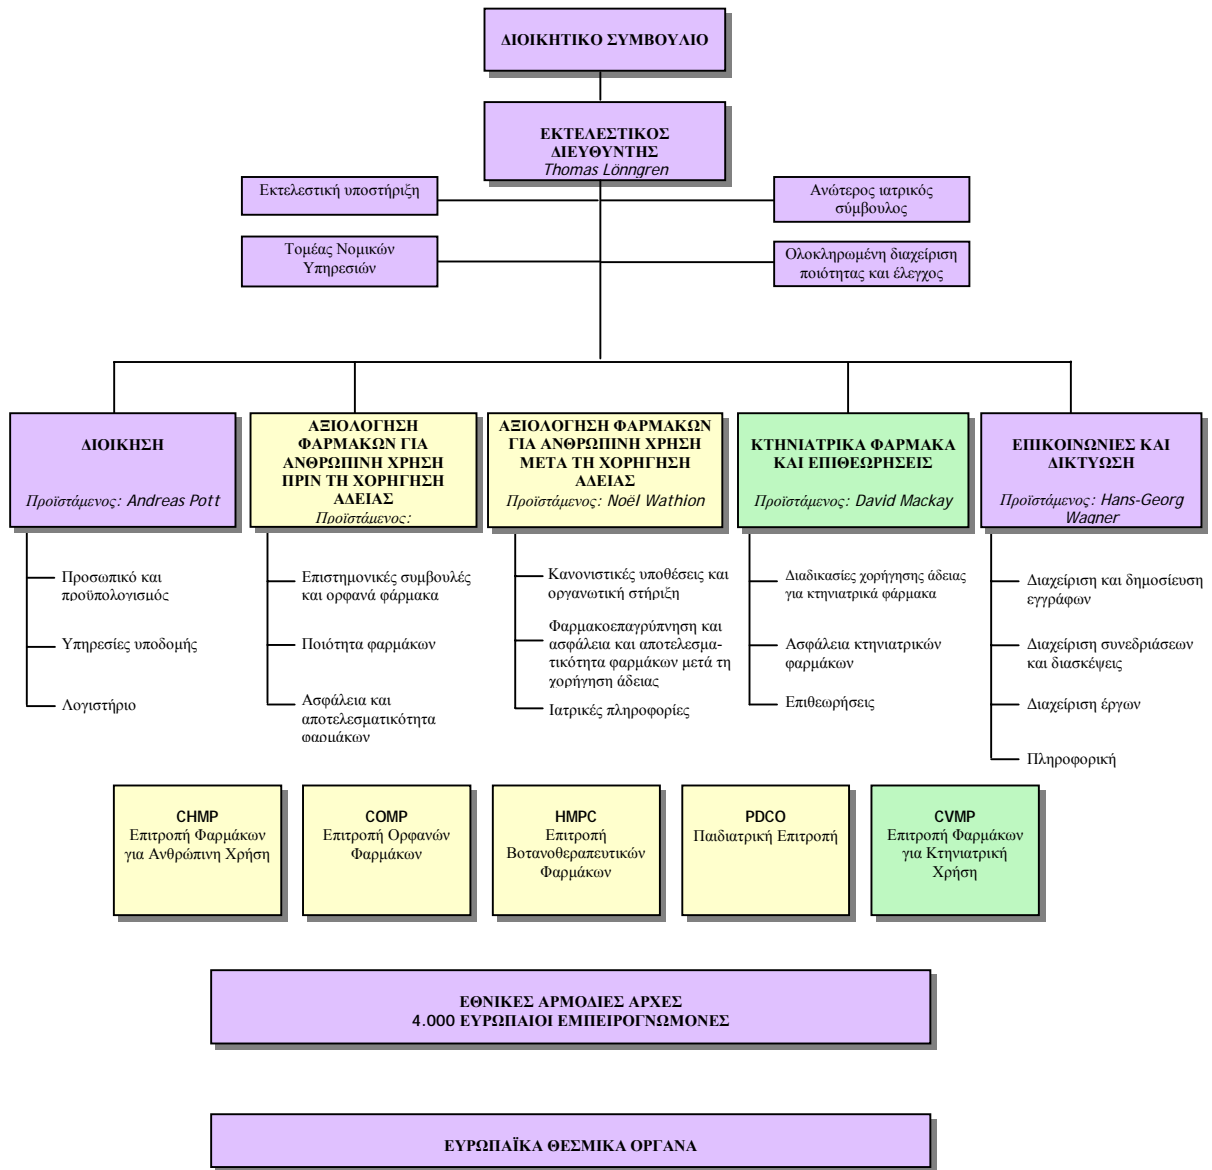 ΔΙΟΙΚΗΤΙΚΟ ΣΥΜΒΟΥΛΙΟ
ΕΚΤΕΛΕΣΤΙΚΟΣ
ΔΙΕΥΘΥΝΤΗΣ
Thomas Lönngren
Εκτελεστική υποστήριξη
Ανώτερος ιατρικός
σύμβουλος
Τομέας Νομικών
Υπηρεσιών
Ολοκληρωμένη διαχείριση
ποιότητας και έλεγχος
ΔΙΟΙΚΗΣΗ
Προϊστάμενος: Andreas Pott
ΑΞΙΟΛΟΓΗΣΗ
ΦΑΡΜΑΚΩΝ ΓΙΑ
ΑΝΘΡΩΠΙΝΗ ΧΡΗΣΗ
ΠΡΙΝ ΤΗ ΧΟΡΗΓΗΣΗ
ΑΔΕΙΑΣ
Προϊστάμενος:
ΑΞΙΟΛΟΓΗΣΗ ΦΑΡΜΑΚΩΝ
ΓΙΑ ΑΝΘΡΩΠΙΝΗ ΧΡΗΣΗ
ΜΕΤΑ ΤΗ ΧΟΡΗΓΗΣΗ
ΑΔΕΙΑΣ
Προϊστάμενος: Noël Wathion
ΚΤΗΝΙΑΤΡΙΚΑ ΦΑΡΜΑΚΑ
ΚΑΙ ΕΠΙΘΕΩΡΗΣΕΙΣ
Προϊστάμενος: David Mackay
ΕΠΙΚΟΙΝΩΝΙΕΣ ΚΑΙ
ΔΙΚΤΥΩΣΗ
Προϊστάμενος: Hans-Georg
Wagner
Προσωπικό και
προϋπολογισμός
Υπηρεσίες υποδομής
Λογιστήριο
Επιστημονικές συμβουλές
και ορφανά φάρμακα
Ποιότητα φαρμάκων
Ασφάλεια και
αποτελεσματικότητα
φαρμάκων
Κανονιστικές υποθέσεις και
οργανωτική στήριξη
Φαρμακοεπαγρύπνηση και
ασφάλεια και αποτελεσμα-
τικότητα φαρμάκων μετά τη
χορήγηση άδειας
Ιατρικές πληροφορίες
Διαδικασίες χορήγησης άδειας
για κτηνιατρικά φάρμακα
Ασφάλεια κτηνιατρικών
φαρμάκων
Επιθεωρήσεις
Διαχείριση και δημοσίευση
εγγράφων
Διαχείριση συνεδριάσεων
και διασκέψεις
Διαχείριση έργων
Πληροφορική
CHMP
Επιτροπή Φαρμάκων
για Ανθρώπινη Χρήση
COMP
Επιτροπή Ορφανών
Φαρμάκων
HMPC
Επιτροπή
Βοτανοθεραπευτικών
Φαρμάκων
PDCO
Παιδιατρική Επιτροπή
CVMP
Επιτροπή Φαρμάκων
για Κτηνιατρική
Χρήση
ΕΘΝΙΚΕΣ ΑΡΜΟΔΙΕΣ ΑΡΧΕΣ
4.000 ΕΥΡΩΠΑΙΟΙ ΕΜΠΕΙΡΟΓΝΩΜΟΝΕΣ
ΕΥΡΩΠΑΪΚΑ ΘΕΣΜΙΚΑ ΟΡΓΑΝΑ